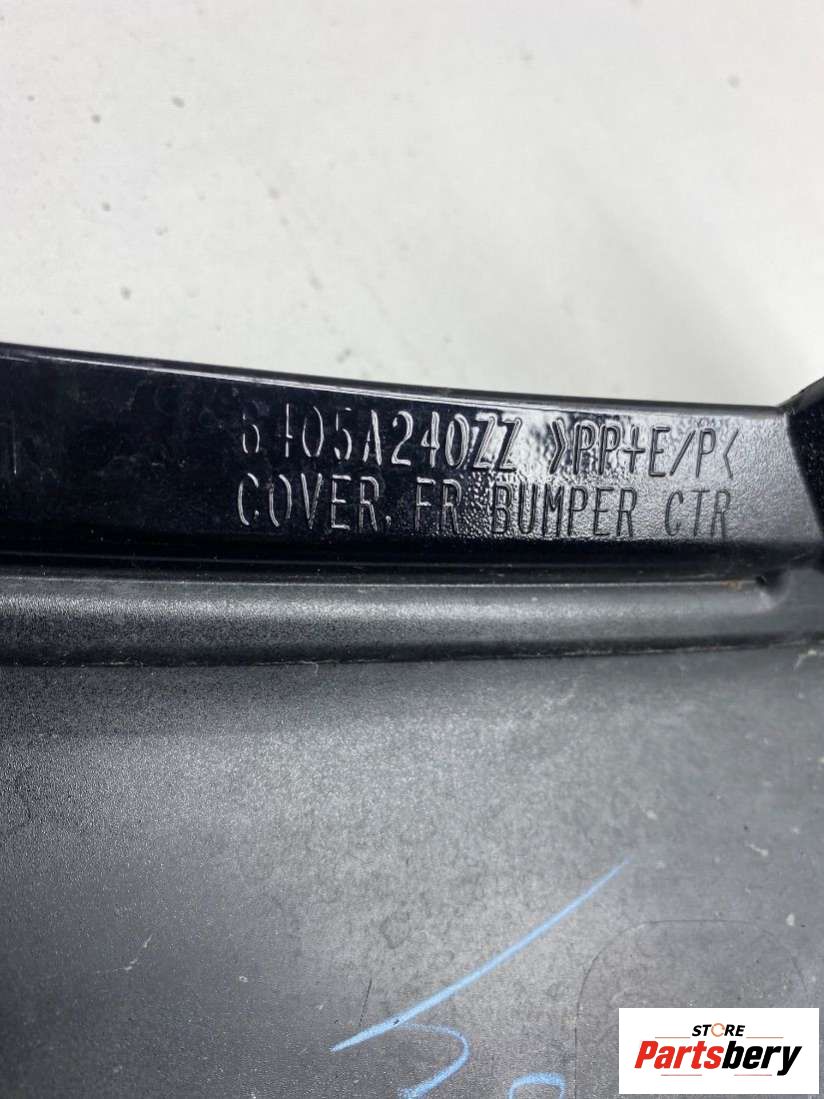 6405A240ZZ >PP+E/P<
COVER, FR BUMPER CTR
STORE
Partsbery